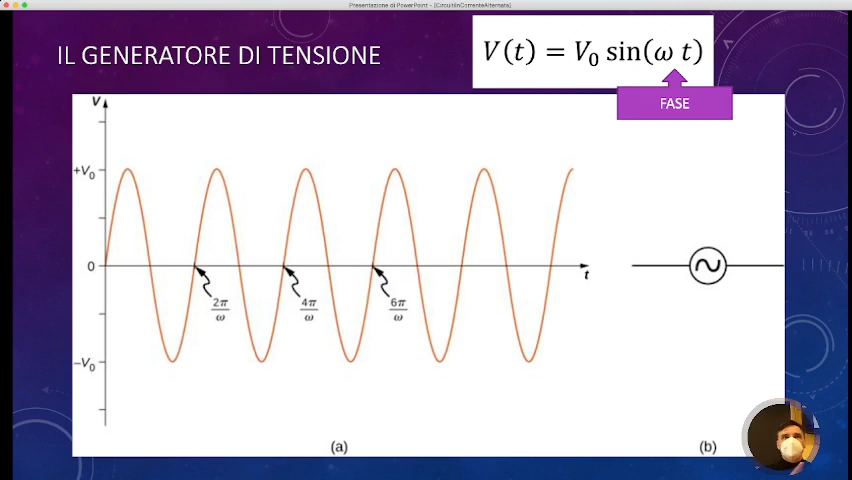 Presentazione di PowerPoint - [CircuitiInCorrenteAlternata]
IL GENERATORE DI TENSIONE
V(t) = V₀ sin(ω t)
FASE
V
+V₀
0
−V₀
2π/ω
4π/ω
6π/ω
t
(a)
(b)